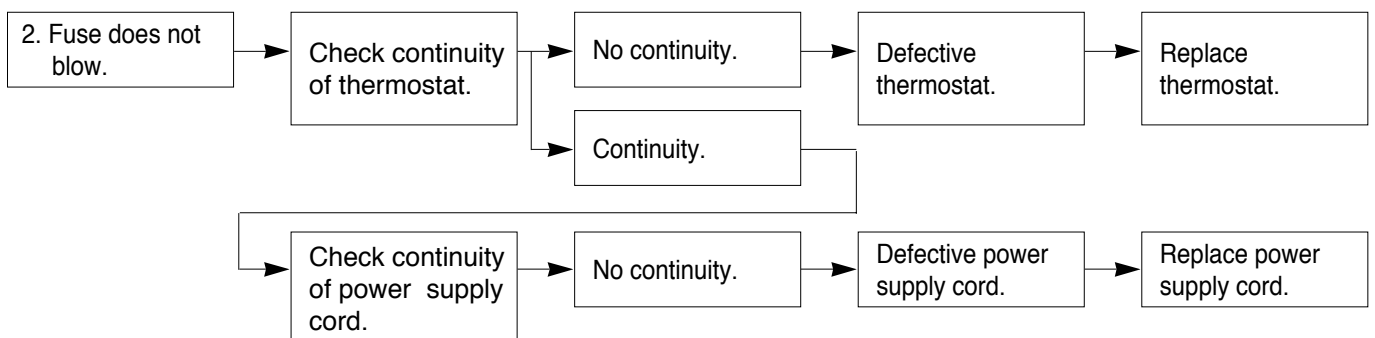 2. Fuse does not
blow.
Check continuity
of thermostat.
No continuity.
Defective
thermostat.
Replace
thermostat.
Continuity.
Check continuity
of power supply
cord.
No continuity.
Defective power
supply cord.
Replace power
supply cord.